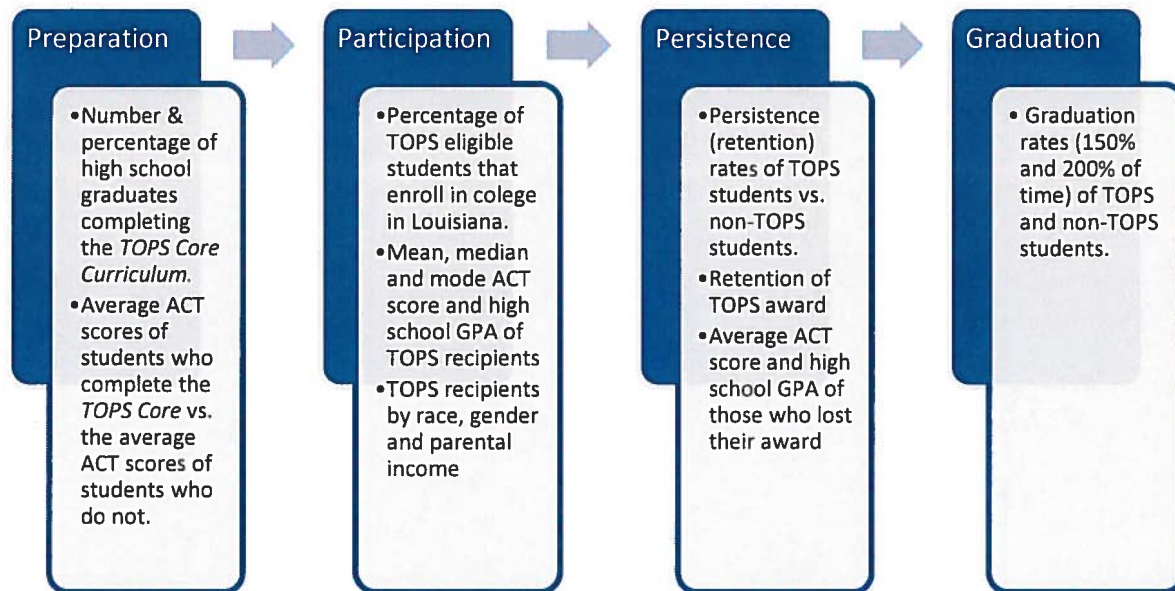 Preparation
•Number &
percentage of
high school
graduates
completing
the TOPS Core
Curriculum.
•Average ACT
scores of
students who
complete the
TOPS Core vs.
the average
ACT scores of
students who
do not.
Participation
•Percentage of
TOPS eligible
students that
enroll in colege
in Louisiana.
•Mean, median
and mode ACT
score and high
school GPA of
TOPS recipients
•TOPS recipients
by race, gender
and parental
income
Persistence
•Persistence
(retention)
rates of TOPS
students vs.
non-TOPS
students.
•Retention of
TOPS award
•Average ACT
score and high
school GPA of
those who lost
their award
Graduation
• Graduation
rates (150%
and 200% of
time) of TOPS
and non-TOPS
students.